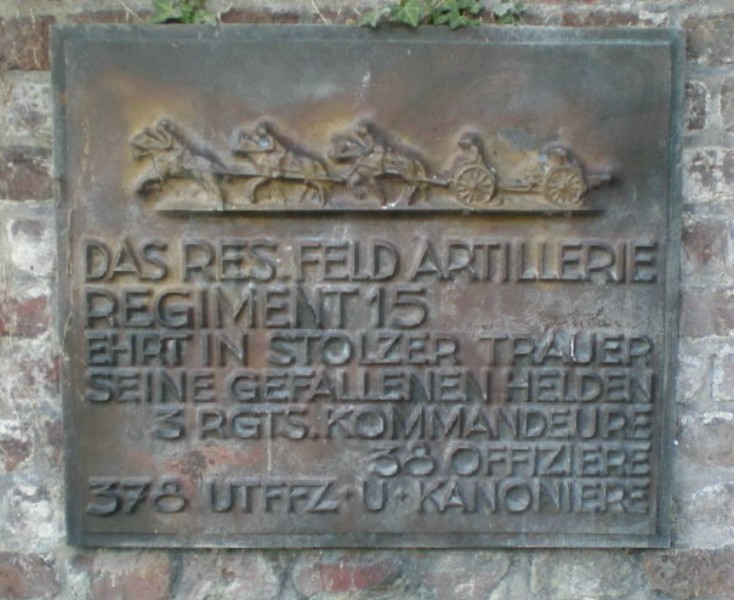 DAS RES. FELD ARTILLERIE
REGIMENT 15
EHRT IN STOLZER TRAUER
SEINE GEFALLENEN HELDEN
3 RGTS. KOMMANDEURE
38 OFFIZIERE
378 UTFFZ · U · KANONIERE